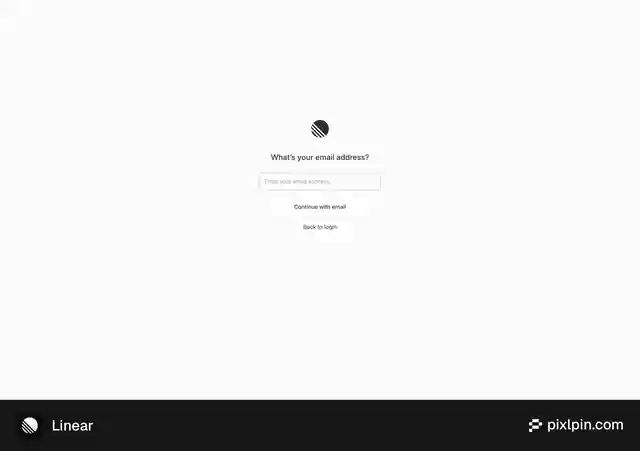 What's your email address?
Enter your email address...
Continue with email
Back to login
Linear
pixlpin.com